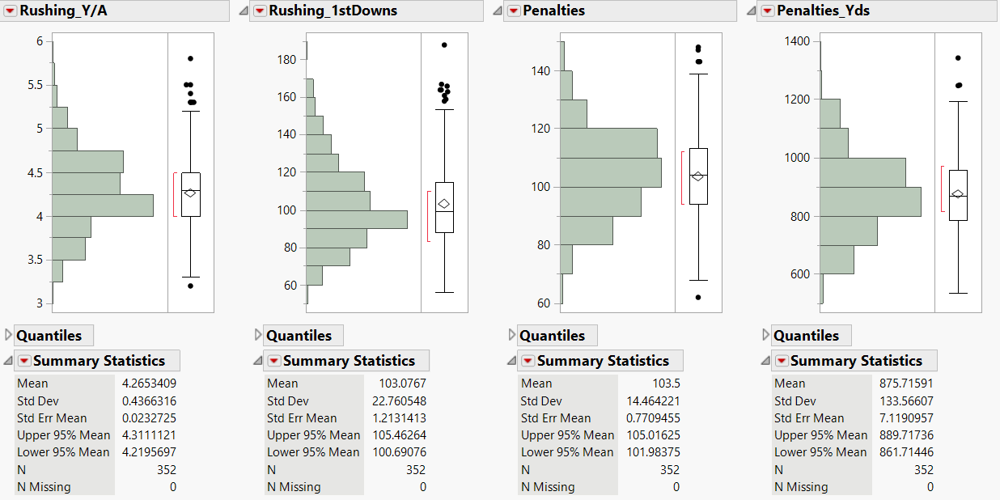 Rushing_Y/A
6
5.5
5
4.5
4
3.5
3
Quantiles
Summary Statistics
Mean 4.2653409
Std Dev 0.4366316
Std Err Mean 0.0232725
Upper 95% Mean 4.3111121
Lower 95% Mean 4.2195697
N 352
N Missing 0
Rushing_1stDowns
180
160
140
120
100
80
60
Quantiles
Summary Statistics
Mean 103.0767
Std Dev 22.760548
Std Err Mean 1.2131413
Upper 95% Mean 105.46264
Lower 95% Mean 100.69076
N 352
N Missing 0
Penalties
140
120
100
80
60
Quantiles
Summary Statistics
Mean 103.5
Std Dev 14.464221
Std Err Mean 0.7709455
Upper 95% Mean 105.01625
Lower 95% Mean 101.98375
N 352
N Missing 0
Penalties_Yds
1400
1200
1000
800
600
Quantiles
Summary Statistics
Mean 875.71591
Std Dev 133.56607
Std Err Mean 7.1190957
Upper 95% Mean 889.71736
Lower 95% Mean 861.71446
N 352
N Missing 0